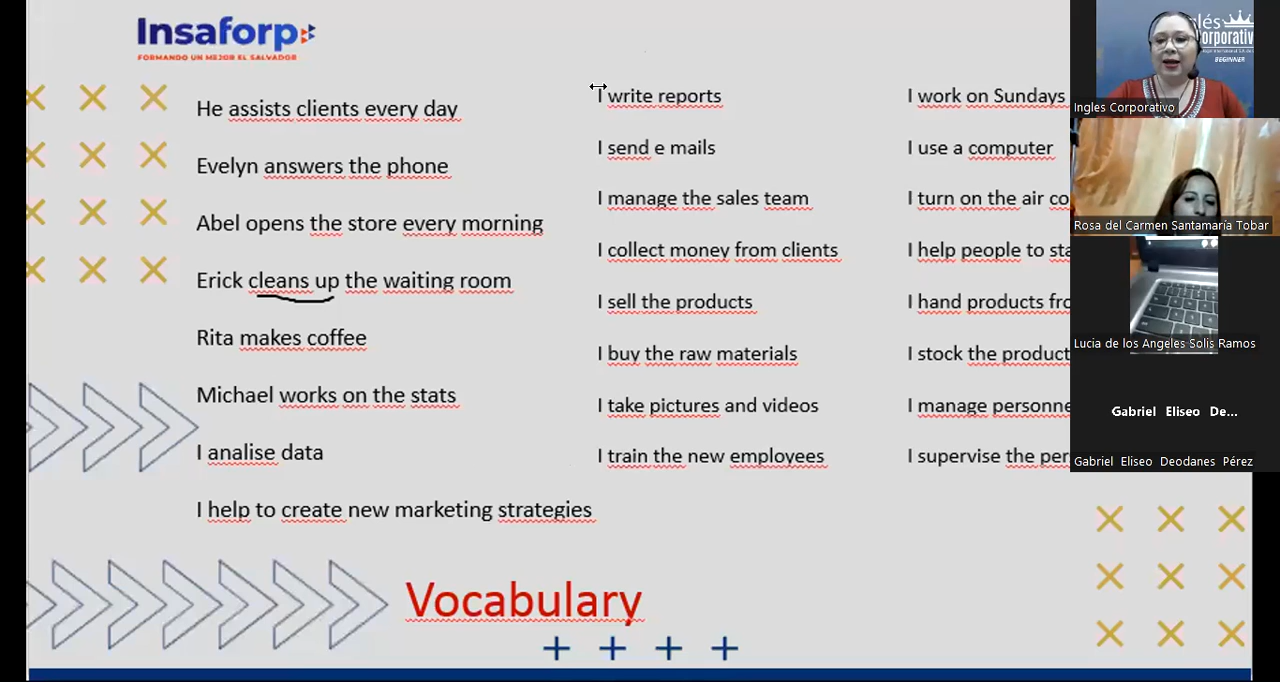 Insaforp
FORMANDO UN MEJOR EL SALVADOR
He assists clients every day
Evelyn answers the phone
Abel opens the store every morning
Erick cleans up the waiting room
Rita makes coffee
Michael works on the stats
I analise data
I help to create new marketing strategies
I write reports
I send e mails
I manage the sales team
I collect money from clients
I sell the products
I buy the raw materials
I take pictures and videos
I train the new employees
I work on Sundays
I use a computer
I turn on the air co
I help people to sta
I hand products fro
I stock the product
I manage personne
I supervise the per
Vocabulary
BEGINNER
Ingles Corporativo
Rosa del Carmen Santamaría Tobar
Lucia de los Angeles Solis Ramos
Gabriel Eliseo De...
Gabriel Eliseo Deodanes Pérez